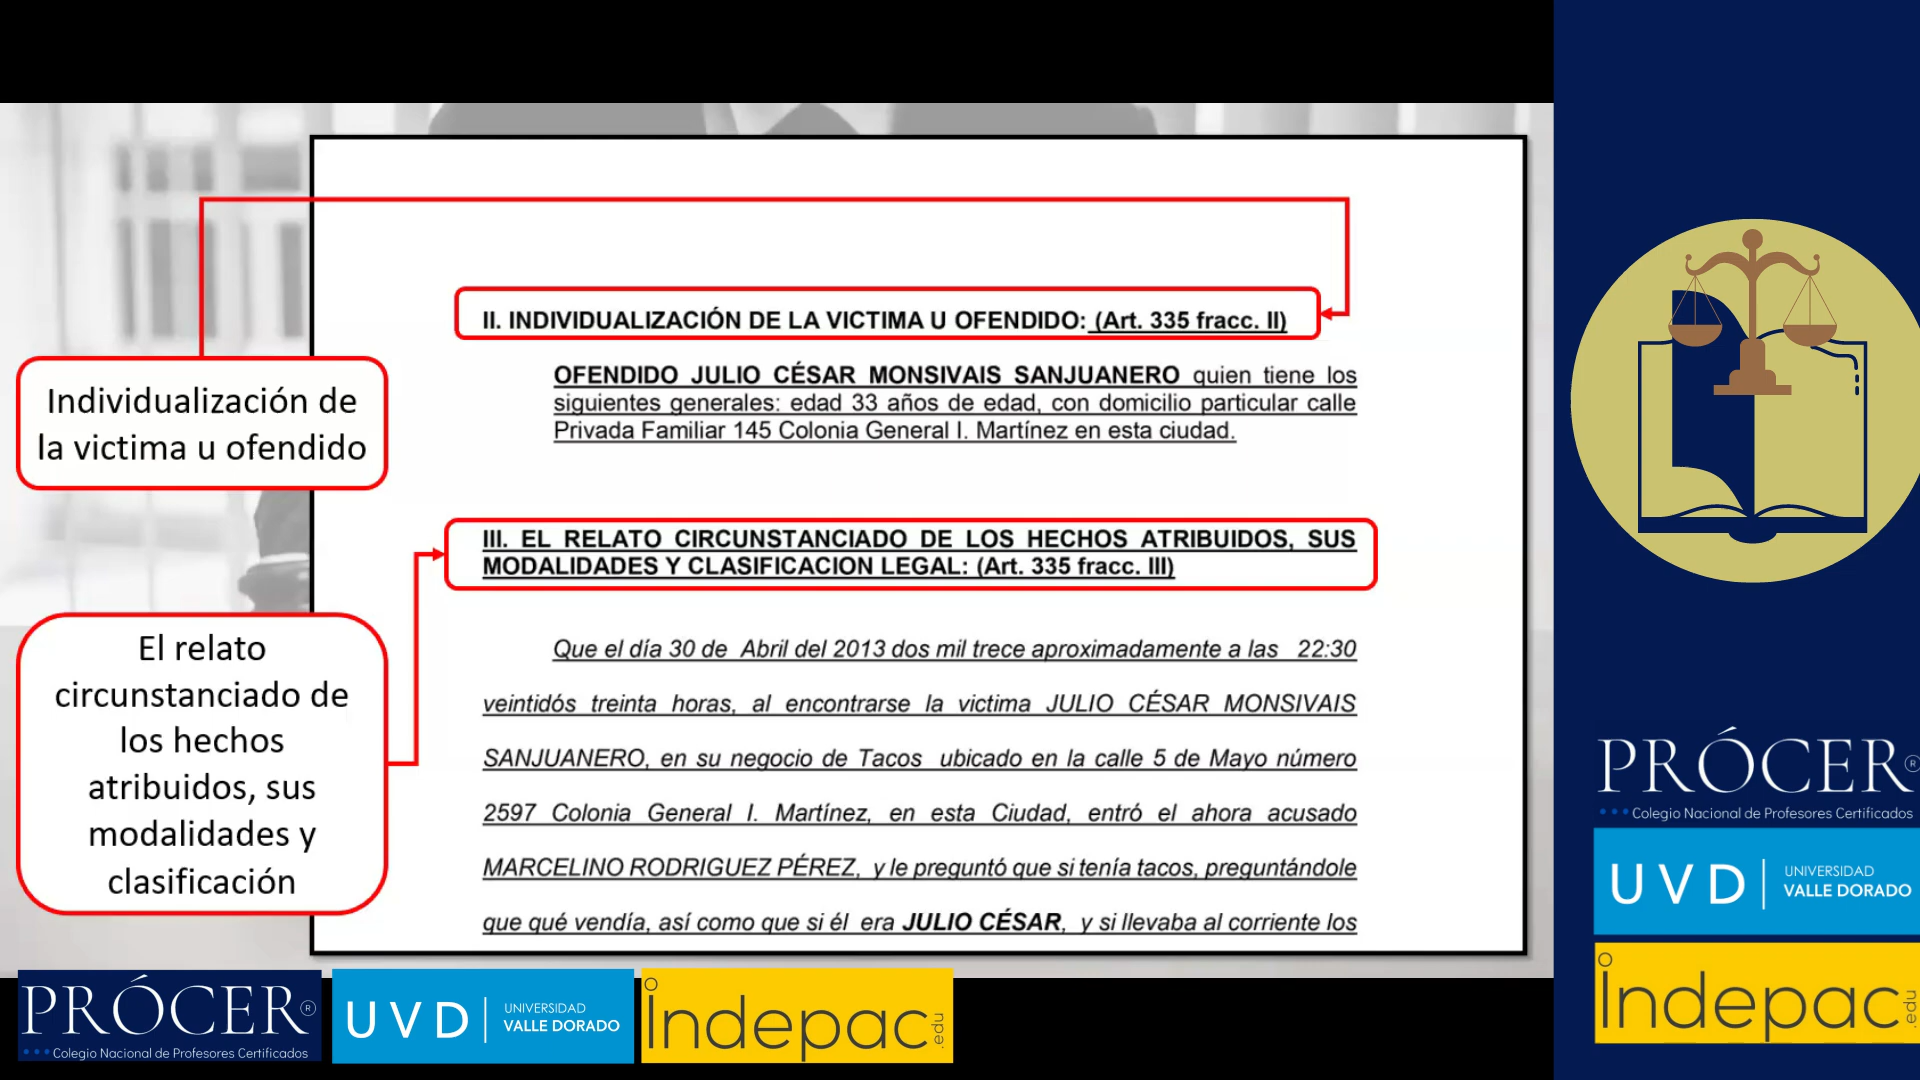 II. INDIVIDUALIZACIÓN DE LA VICTIMA U OFENDIDO: (Art. 335 fracc. II)
OFENDIDO JULIO CÉSAR MONSIVAIS SANJUANERO quien tiene los
siguientes generales: edad 33 años de edad, con domicilio particular calle
Privada Familiar 145 Colonia General I. Martínez en esta ciudad.
Individualización de
la victima u ofendido
III. EL RELATO CIRCUNSTANCIADO DE LOS HECHOS ATRIBUIDOS, SUS
MODALIDADES Y CLASIFICACION LEGAL: (Art. 335 fracc. III)
El relato
circunstanciado de
los hechos
atribuidos, sus
modalidades y
clasificación
Que el día 30 de Abril del 2013 dos mil trece aproximadamente a las 22:30
veintidós treinta horas, al encontrarse la victima JULIO CÉSAR MONSIVAIS
SANJUANERO, en su negocio de Tacos ubicado en la calle 5 de Mayo número
2597 Colonia General I. Martínez, en esta Ciudad, entró el ahora acusado
MARCELINO RODRIGUEZ PÉREZ, y le preguntó que si tenía tacos, preguntándole
que qué vendía, así como que si él era JULIO CÉSAR, y si llevaba al corriente los
PRÓCER®
Colegio Nacional de Profesores Certificados
UVD UNIVERSIDAD
VALLE DORADO
indepac.edu
PRÓCER®
Colegio Nacional de Profesores Certificados
UVD UNIVERSIDAD
VALLE DORADO
indepac.edu